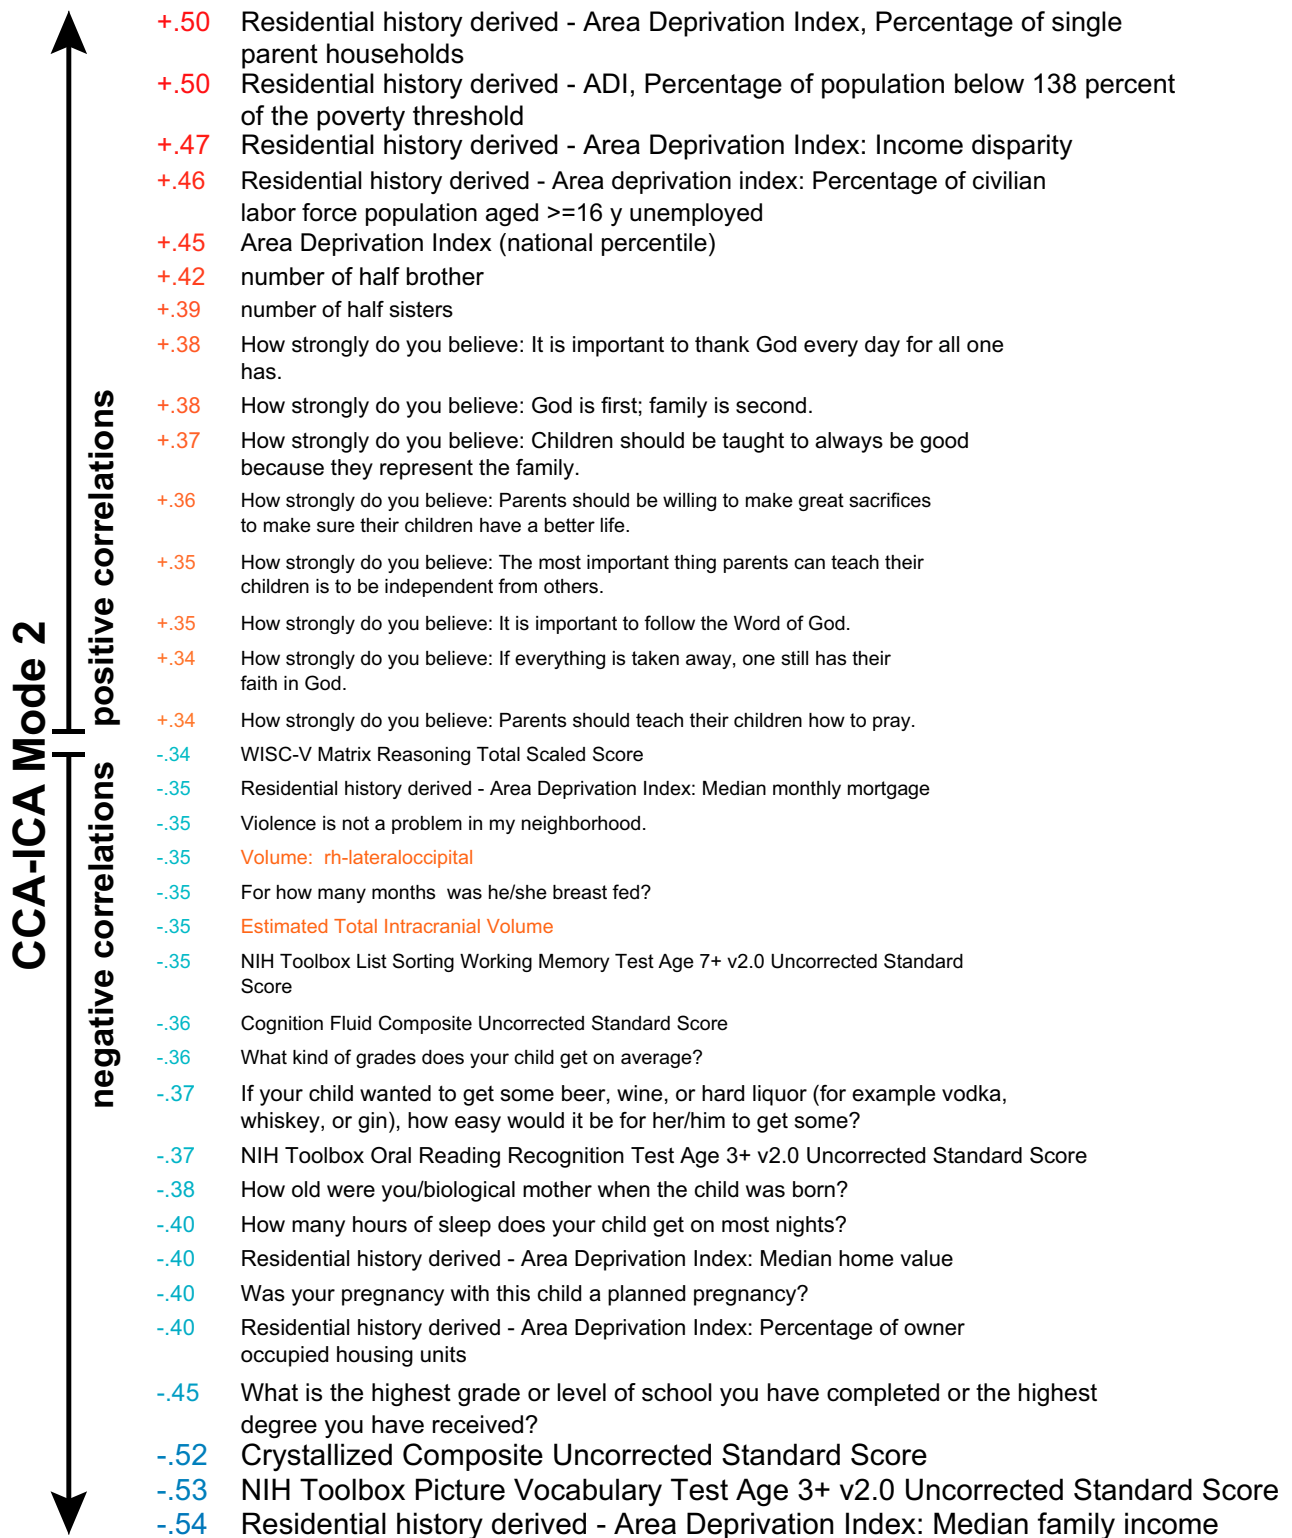 CCA-ICA Mode 2
positive correlations
negative correlations
+.50 Residential history derived - Area Deprivation Index, Percentage of single
parent households
+.50 Residential history derived - ADI, Percentage of population below 138 percent
of the poverty threshold
+.47 Residential history derived - Area Deprivation Index: Income disparity
+.46 Residential history derived - Area deprivation index: Percentage of civilian
labor force population aged >=16 y unemployed
+.45 Area Deprivation Index (national percentile)
+.42 number of half brother
+.39 number of half sisters
+.38 How strongly do you believe: It is important to thank God every day for all one
has.
+.38 How strongly do you believe: God is first; family is second.
+.37 How strongly do you believe: Children should be taught to always be good
because they represent the family.
+.36 How strongly do you believe: Parents should be willing to make great sacrifices
to make sure their children have a better life.
+.35 How strongly do you believe: The most important thing parents can teach their
children is to be independent from others.
+.35 How strongly do you believe: It is important to follow the Word of God.
+.34 How strongly do you believe: If everything is taken away, one still has their
faith in God.
+.34 How strongly do you believe: Parents should teach their children how to pray.
-.34 WISC-V Matrix Reasoning Total Scaled Score
-.35 Residential history derived - Area Deprivation Index: Median monthly mortgage
-.35 Violence is not a problem in my neighborhood.
-.35 Volume: rh-lateraloccipital
-.35 For how many months was he/she breast fed?
-.35 Estimated Total Intracranial Volume
-.35 NIH Toolbox List Sorting Working Memory Test Age 7+ v2.0 Uncorrected Standard
Score
-.36 Cognition Fluid Composite Uncorrected Standard Score
-.36 What kind of grades does your child get on average?
-.37 If your child wanted to get some beer, wine, or hard liquor (for example vodka,
whiskey, or gin), how easy would it be for her/him to get some?
-.37 NIH Toolbox Oral Reading Recognition Test Age 3+ v2.0 Uncorrected Standard Score
-.38 How old were you/biological mother when the child was born?
-.40 How many hours of sleep does your child get on most nights?
-.40 Residential history derived - Area Deprivation Index: Median home value
-.40 Was your pregnancy with this child a planned pregnancy?
-.40 Residential history derived - Area Deprivation Index: Percentage of owner
occupied housing units
-.45 What is the highest grade or level of school you have completed or the highest
degree you have received?
-.52 Crystallized Composite Uncorrected Standard Score
-.53 NIH Toolbox Picture Vocabulary Test Age 3+ v2.0 Uncorrected Standard Score
-.54 Residential history derived - Area Deprivation Index: Median family income